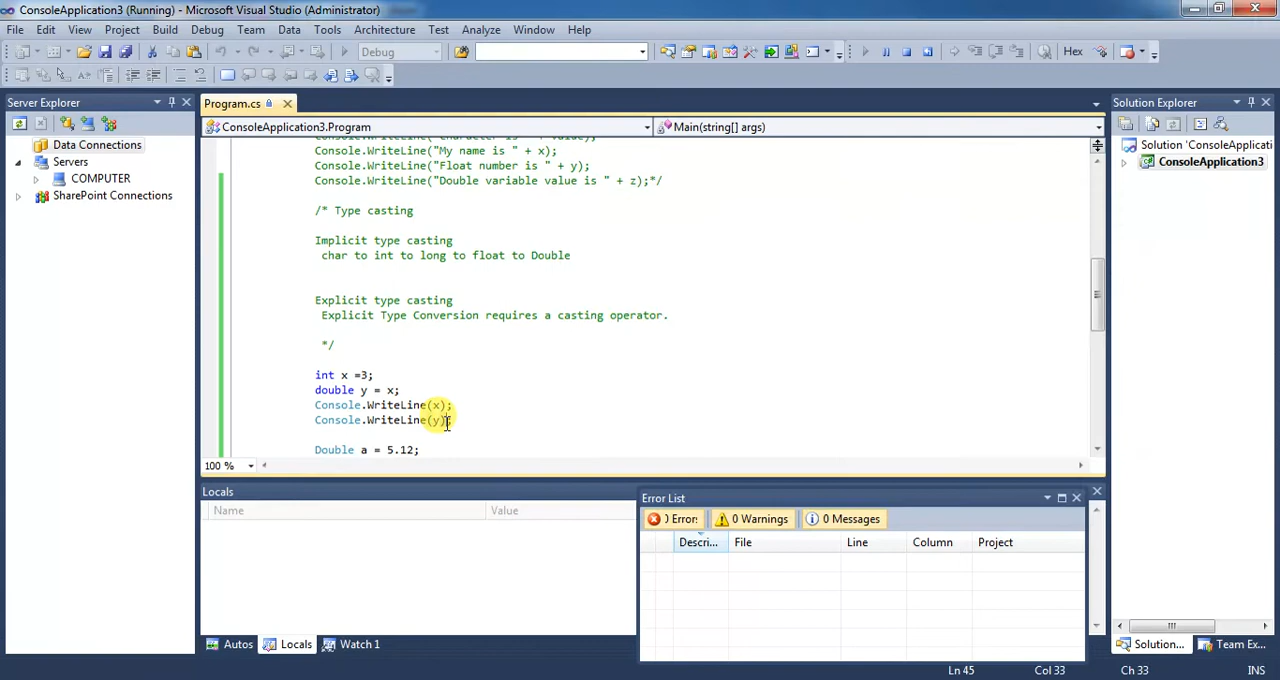 ConsoleApplication3 (Running) - Microsoft Visual Studio (Administrator)
File Edit View Project Build Debug Team Data Tools Architecture Test Analyze Window Help
Debug
Hex
Server Explorer
Data Connections
Servers
COMPUTER
SharePoint Connections
Program.cs
ConsoleApplication3.Program
Main(string[] args)
Console.WriteLine("My name is " + x);
Console.WriteLine("Float number is " + y);
Console.WriteLine("Double variable value is " + z);*/
/* Type casting
Implicit type casting
char to int to long to float to Double
Explicit type casting
Explicit Type Conversion requires a casting operator.
*/
int x =3;
double y = x;
Console.WriteLine(x);
Console.WriteLine(y);
Double a = 5.12;
100 %
Solution Explorer
Solution 'ConsoleApplicati
ConsoleApplication3
Locals
Name Value
Error List
0 Error: 0 Warnings 0 Messages
Descri... File Line Column Project
Autos Locals Watch 1
Solution... Team Ex...
Ln 45 Col 33 Ch 33 INS